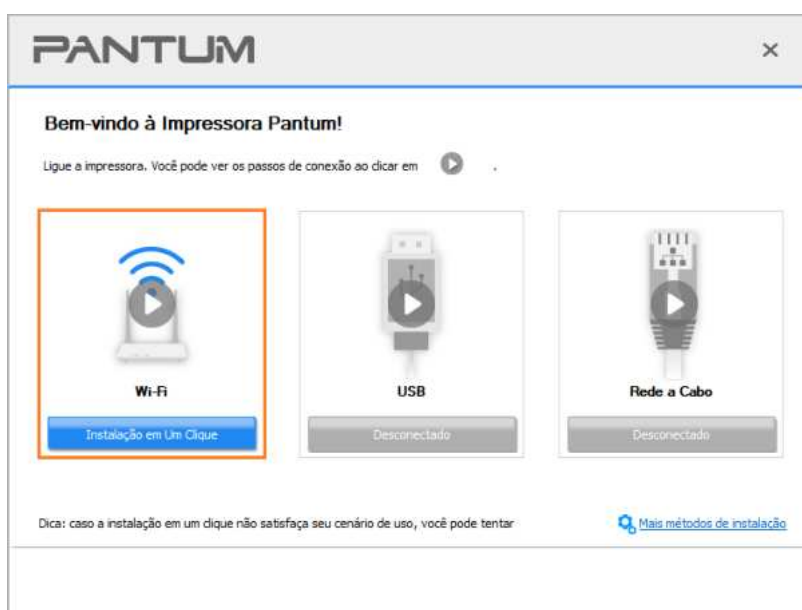 PANTUM
Bem-vindo à Impressora Pantum!
Ligue a impressora. Você pode ver os passos de conexão ao clicar em .
Wi-Fi
Instalação em Um Clique
USB
Desconectado
Rede a Cabo
Desconectado
Dica: caso a instalação em um clique não satisfaça seu cenário de uso, você pode tentar
Mais métodos de instalação